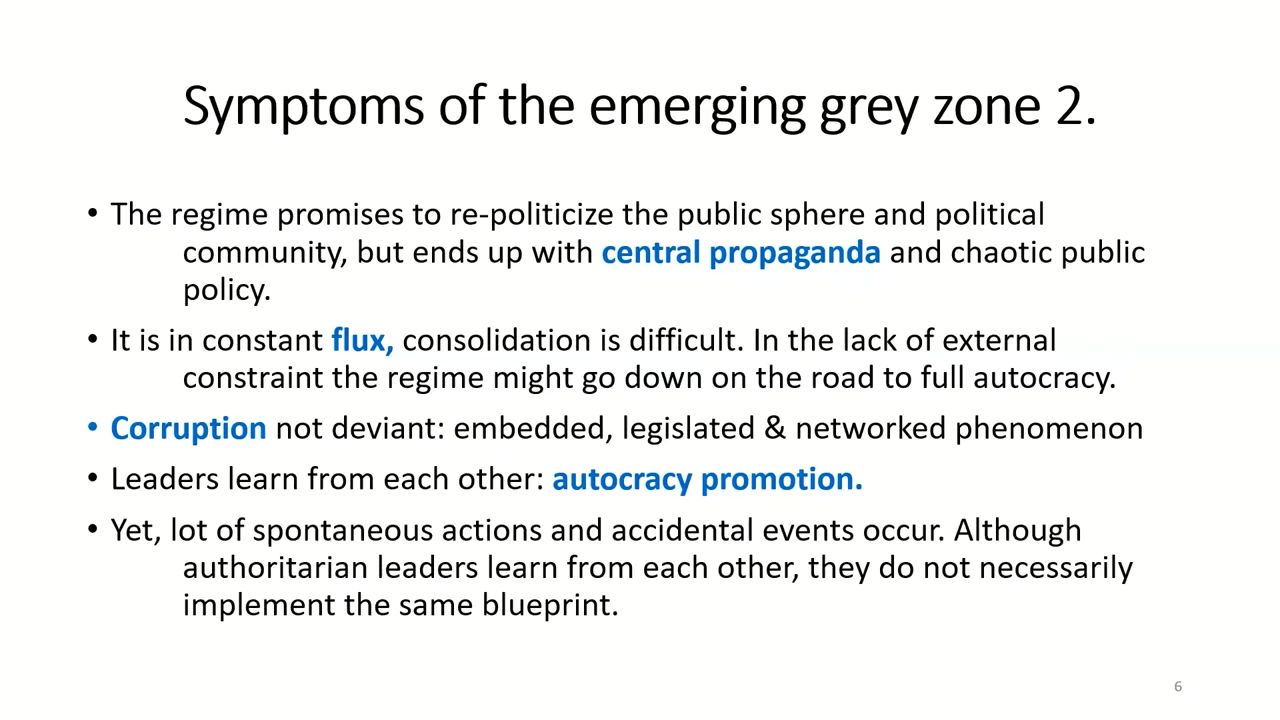 Symptoms of the emerging grey zone 2.
• The regime promises to re-politicize the public sphere and political
community, but ends up with central propaganda and chaotic public
policy.
• It is in constant flux, consolidation is difficult. In the lack of external
constraint the regime might go down on the road to full autocracy.
• Corruption not deviant: embedded, legislated & networked phenomenon
• Leaders learn from each other: autocracy promotion.
• Yet, lot of spontaneous actions and accidental events occur. Although
authoritarian leaders learn from each other, they do not necessarily
implement the same blueprint.
6